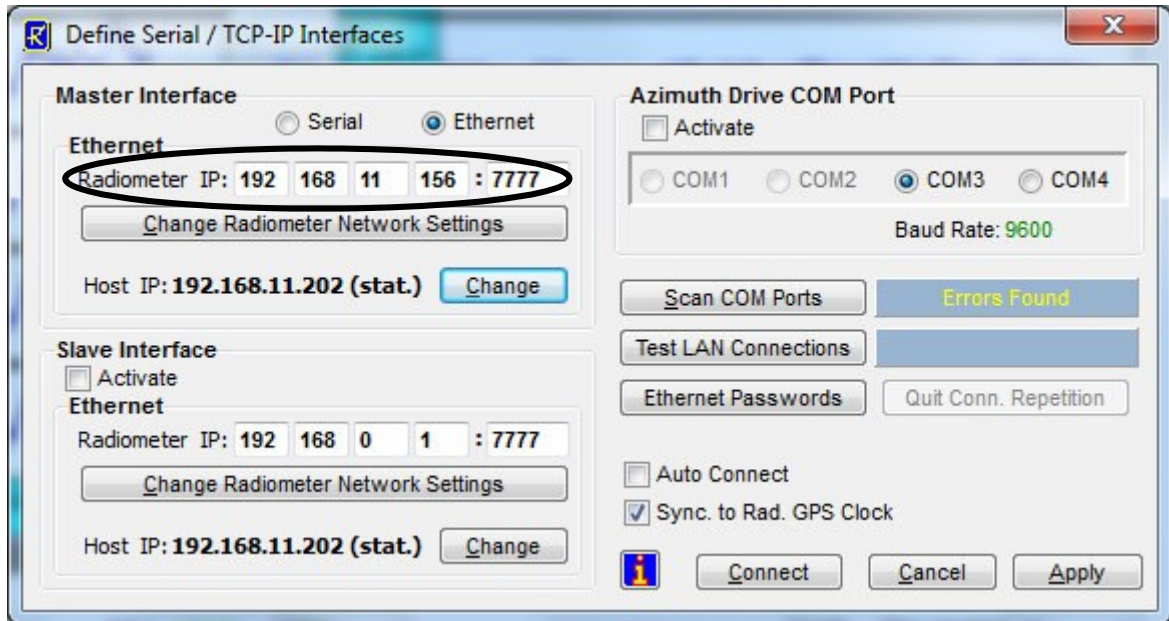 Define Serial / TCP-IP Interfaces
Master Interface
Serial Ethernet
Ethernet
Radiometer IP: 192 168 11 156 : 7777
Change Radiometer Network Settings
Host IP: 192.168.11.202 (stat.) Change
Slave Interface
Activate
Ethernet
Radiometer IP: 192 168 0 1 : 7777
Change Radiometer Network Settings
Host IP: 192.168.11.202 (stat.) Change
Azimuth Drive COM Port
Activate
COM1 COM2 COM3 COM4
Baud Rate: 9600
Scan COM Ports Errors Found
Test LAN Connections
Ethernet Passwords Quit Conn. Repetition
Auto Connect
Sync. to Rad. GPS Clock
Connect Cancel Apply